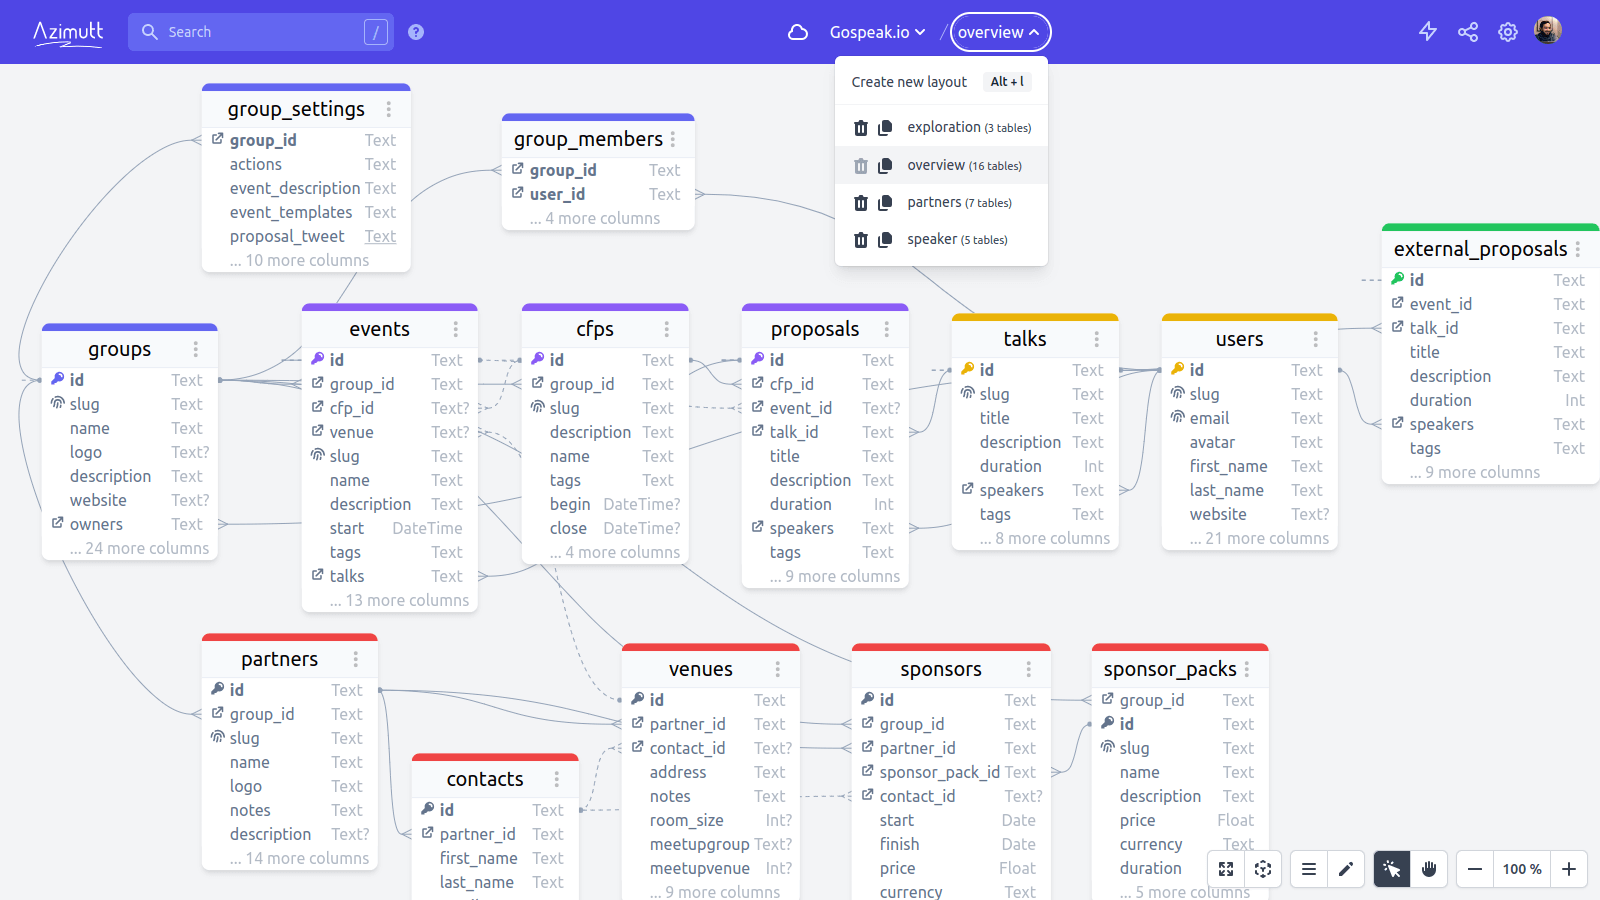 Azimutt
Search
/
?
Gospeak.io
/
overview
Create new layout
Alt + l
exploration (3 tables)
overview (16 tables)
partners (7 tables)
speaker (5 tables)
group_settings
group_id Text
actions Text
event_description Text
event_templates Text
proposal_tweet Text
... 10 more columns
group_members
group_id Text
user_id Text
... 4 more columns
external_proposals
id Text
event_id Text
talk_id Text
title Text
description Text
duration Int
speakers Text
tags Text
... 9 more columns
groups
id Text
slug Text
name Text
logo Text?
description Text
website Text?
owners Text
... 24 more columns
events
id Text
group_id Text
cfp_id Text?
venue Text?
slug Text
name Text
description Text
start DateTime
tags Text
talks Text
... 13 more columns
cfps
id Text
group_id Text
slug Text
description Text
name Text
tags Text
begin DateTime?
close DateTime?
... 4 more columns
proposals
id Text
cfp_id Text
event_id Text?
talk_id Text
title Text
description Text
duration Int
speakers Text
tags Text
... 9 more columns
talks
id Text
slug Text
title Text
description Text
duration Int
speakers Text
tags Text
... 8 more columns
users
id Text
slug Text
email Text
avatar Text
first_name Text
last_name Text
website Text?
... 21 more columns
partners
id Text
group_id Text
slug Text
name Text
logo Text
notes Text
description Text?
... 14 more columns
contacts
id Text
partner_id Text
first_name Text
last_name Text
venues
id Text
partner_id Text
contact_id Text?
address Text
notes Text
room_size Int?
meetupgroup Text?
meetupvenue Int?
... 9 more columns
sponsors
id Text
group_id Text
partner_id Text
sponsor_pack_id Text
contact_id Text?
start Date
finish Date
price Float
currency Text
sponsor_packs
group_id Text
id Text
slug Text
name Text
description Text
price Float
currency Text
duration
... 5 more columns
100 %